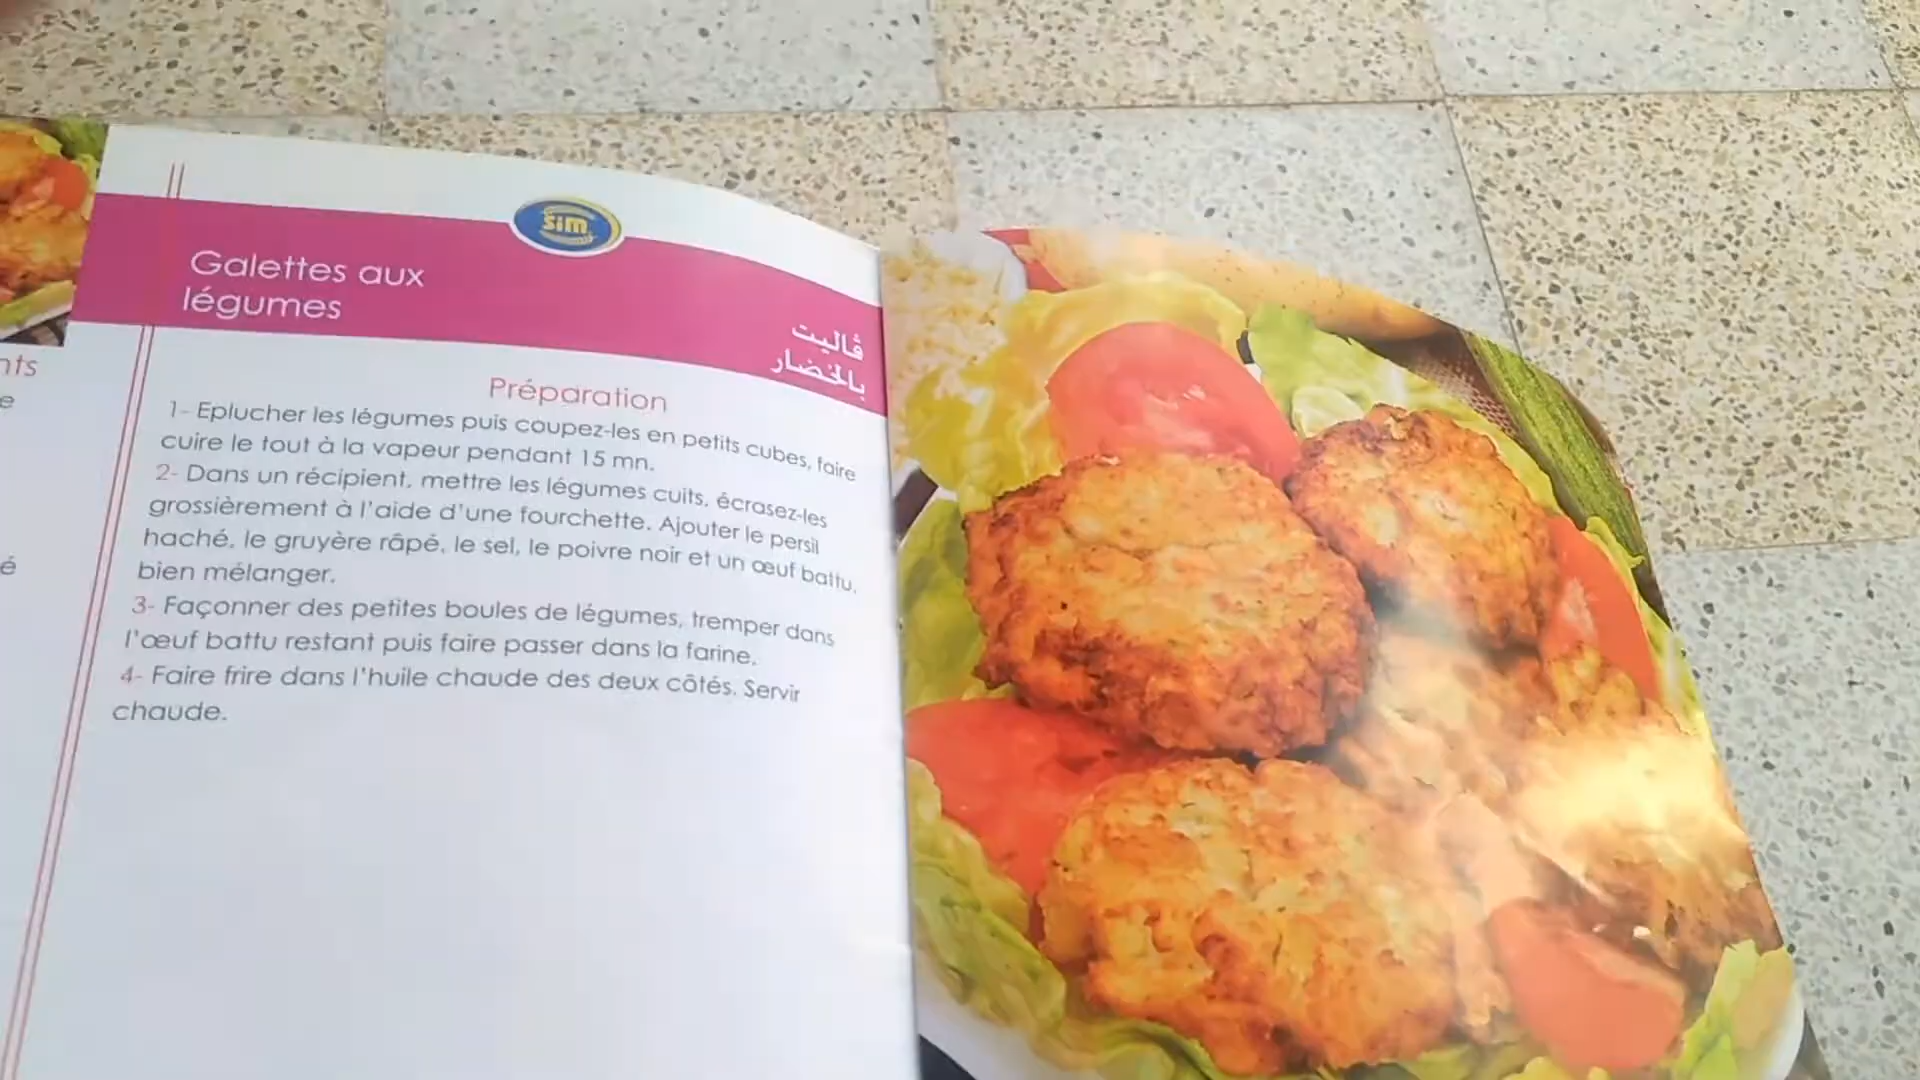 sim
Galettes aux
légumes
ڤاليت
بالخضار
nts
e
é
Préparation
1- Eplucher les légumes puis coupez-les en petits cubes, faire
cuire le tout à la vapeur pendant 15 mn.
2- Dans un récipient, mettre les légumes cuits, écrasez-les
grossièrement à l'aide d'une fourchette. Ajouter le persil
haché, le gruyère râpé, le sel, le poivre noir et un œuf battu,
bien mélanger.
3- Façonner des petites boules de légumes, tremper dans
l'œuf battu restant puis faire passer dans la farine.
4- Faire frire dans l'huile chaude des deux côtés. Servir
chaude.